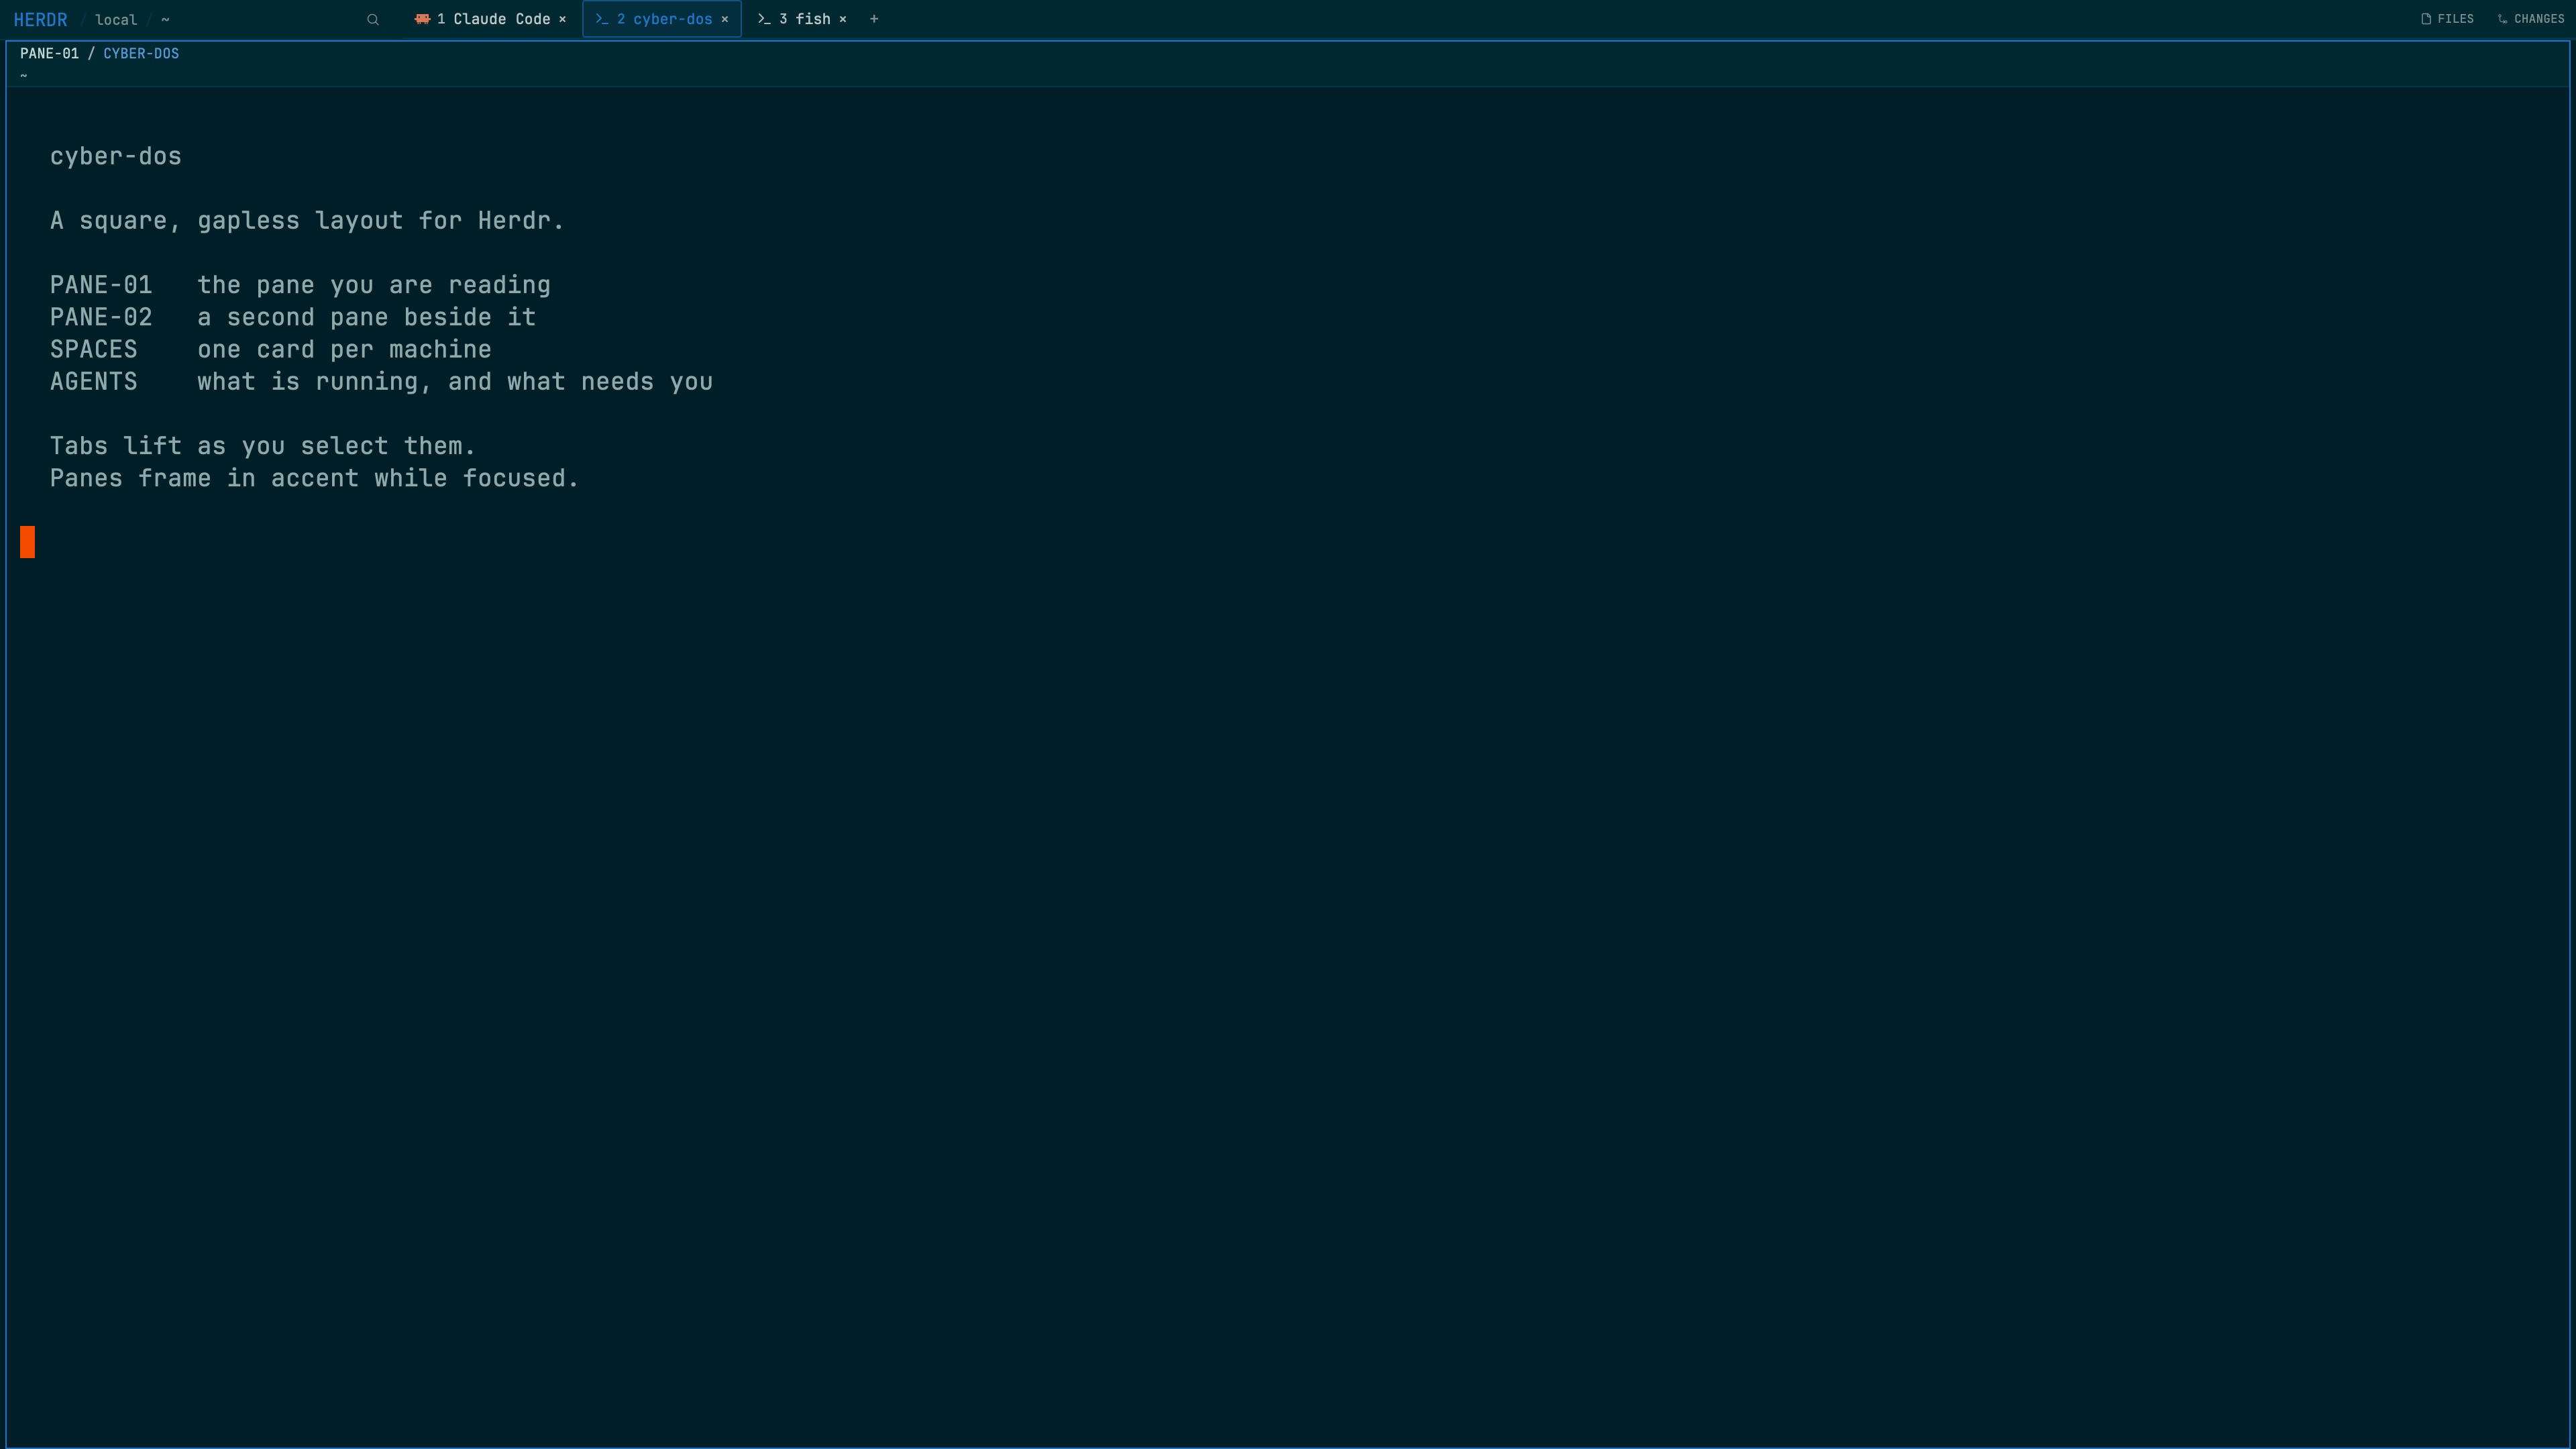 HERDR / local / ~
1 Claude Code ×
2 cyber-dos ×
3 fish ×
+
FILES
CHANGES
PANE-01 / CYBER-DOS
~
cyber-dos
A square, gapless layout for Herdr.
PANE-01 the pane you are reading
PANE-02 a second pane beside it
SPACES one card per machine
AGENTS what is running, and what needs you
Tabs lift as you select them.
Panes frame in accent while focused.